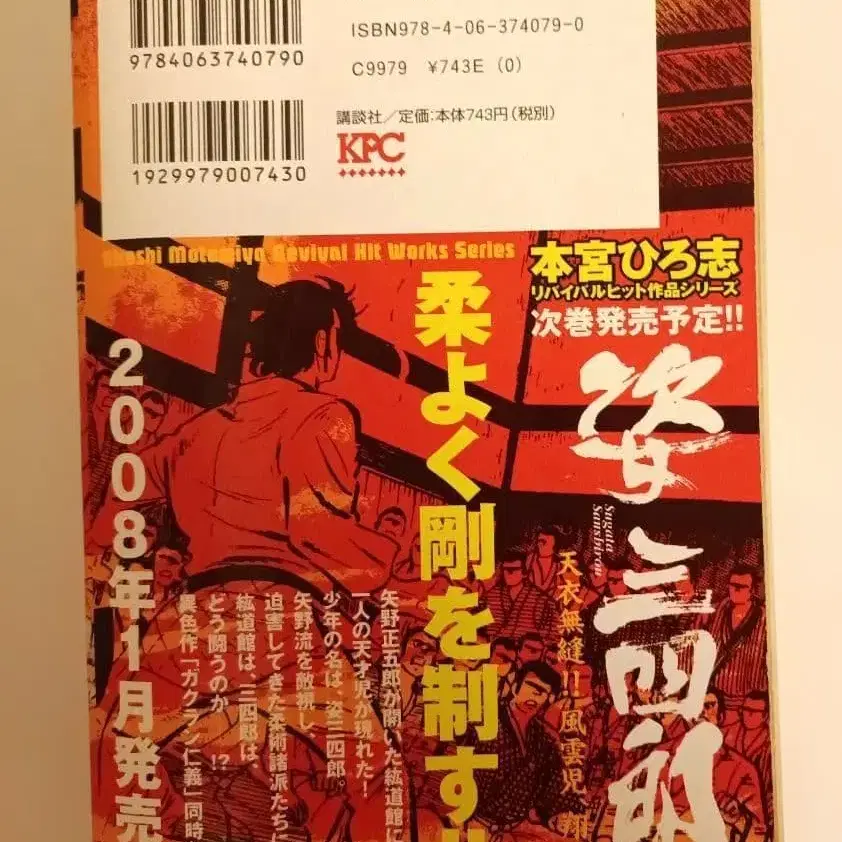 9784063740790
ISBN978-4-06-374079-0
C9979 ¥743E (0)
1929979007430
講談社/定価:本体743円(税別)
KPC
Motomiya Revival Hit Works Series
本宮ひろ志
リバイバルヒット作品シリーズ
次巻発売予定!!
姿三四郎
Sugata
Sanshirou
天衣無縫!!風雲児、翔
柔よく剛を制す!!
矢野正五郎が開いた紘道館に
一人の天才児が現れた!
少年の名は、姿三四郎。
矢野流を敵視し
迫害してきた柔術諸派たちに
紘道館は、三四郎は、
どう闘うのか——!?
異色作「ガクラン仁義」同時
2008年1月発売